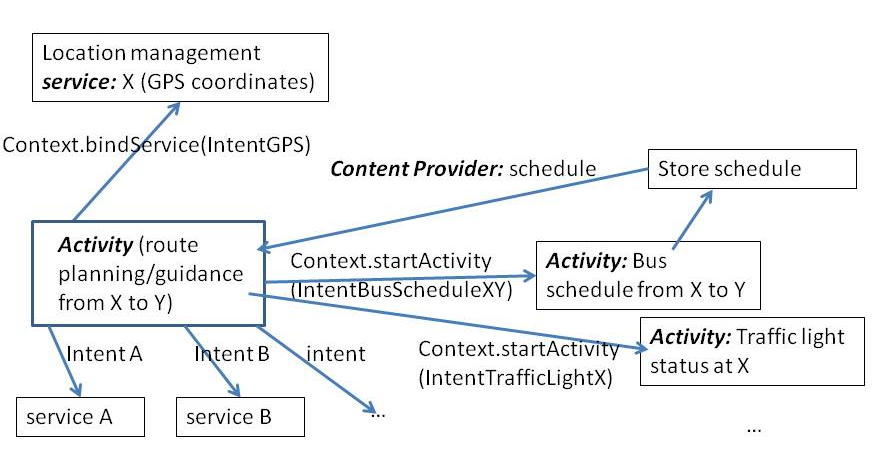 Location management
service: X (GPS coordinates)
Context.bindService(IntentGPS)
Content Provider: schedule
Store schedule
Activity (route
planning/guidance
from X to Y)
Context.startActivity
(IntentBusScheduleXY)
Activity: Bus
schedule from X to Y
Activity: Traffic light
status at X
Context.startActivity
(IntentTrafficLightX)
Intent A
Intent B
intent
service A
service B
...
...